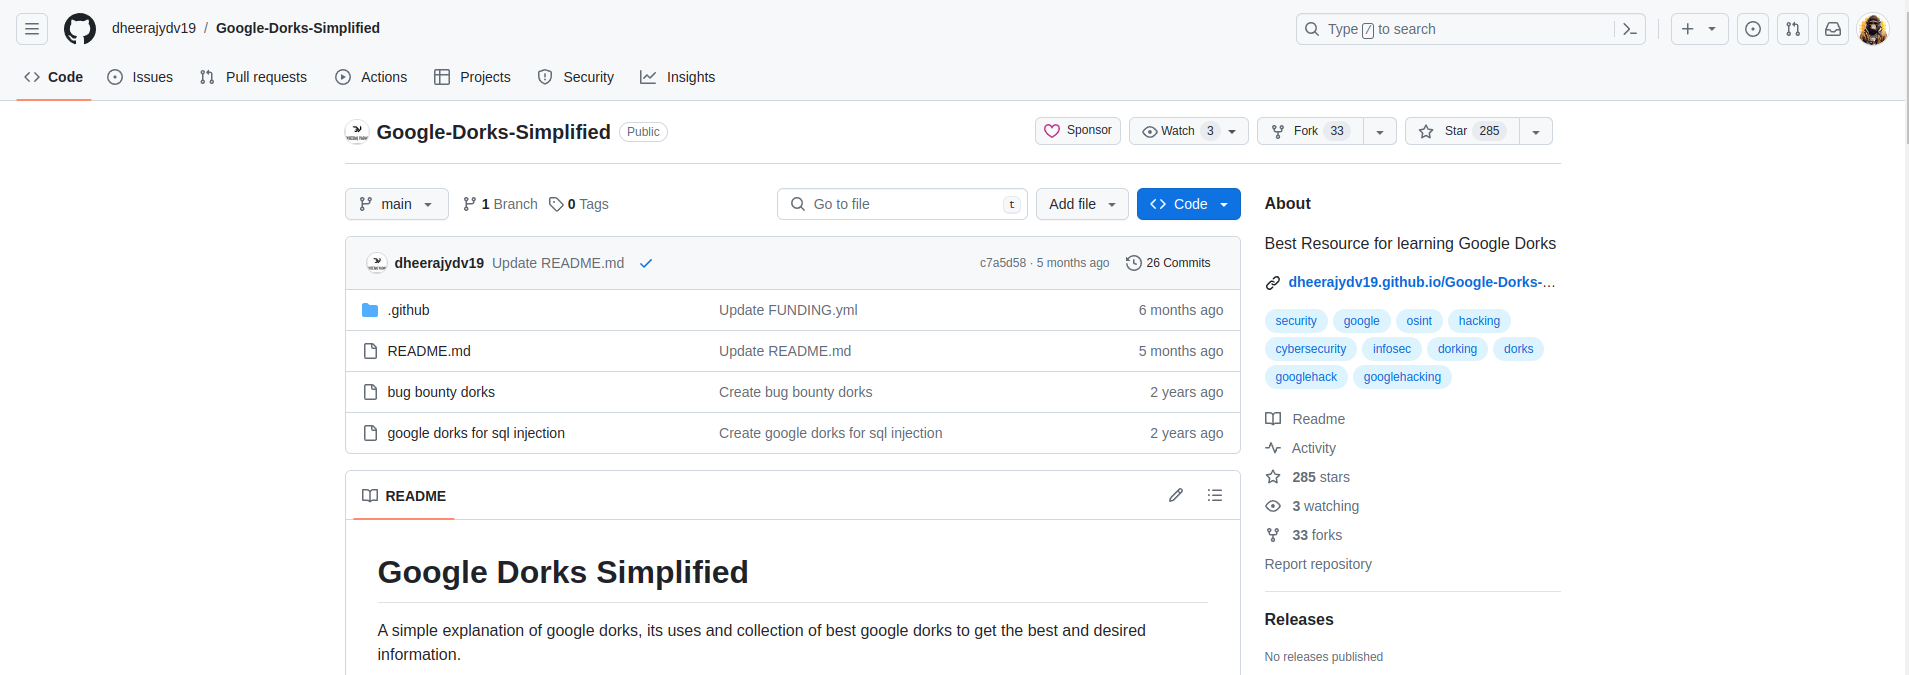 dheerajydv19 / Google-Dorks-Simplified
Type / to search
Code Issues Pull requests Actions Projects Security Insights
Google-Dorks-Simplified Public
Sponsor Watch 3 Fork 33 Star 285
main 1 Branch 0 Tags Go to file t Add file Code
dheerajydv19 Update README.md c7a5d58 · 5 months ago 26 Commits
.github Update FUNDING.yml 6 months ago
README.md Update README.md 5 months ago
bug bounty dorks Create bug bounty dorks 2 years ago
google dorks for sql injection Create google dorks for sql injection 2 years ago
README
Google Dorks Simplified
A simple explanation of google dorks, its uses and collection of best google dorks to get the best and desired
information.
About
Best Resource for learning Google Dorks
dheerajydv19.github.io/Google-Dorks-...
security google osint hacking
cybersecurity infosec dorking dorks
googlehack googlehacking
Readme
Activity
285 stars
3 watching
33 forks
Report repository
Releases
No releases published